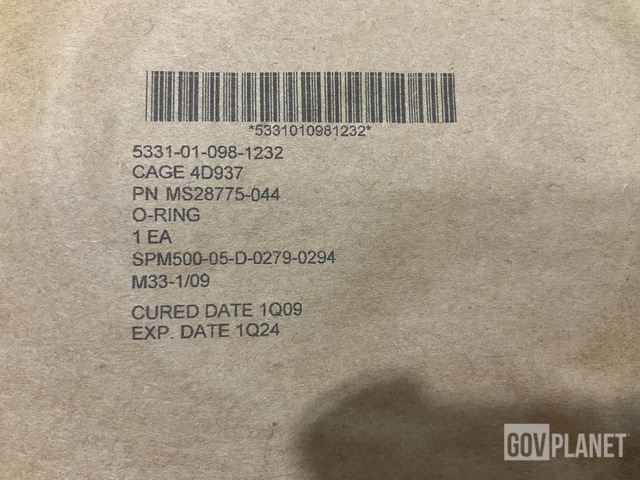 *5331010981232*
5331-01-098-1232
CAGE 4D937
PN MS28775-044
O-RING
1 EA
SPM500-05-D-0279-0294
M33-1/09
CURED DATE 1Q09
EXP. DATE 1Q24
GOVPLANET